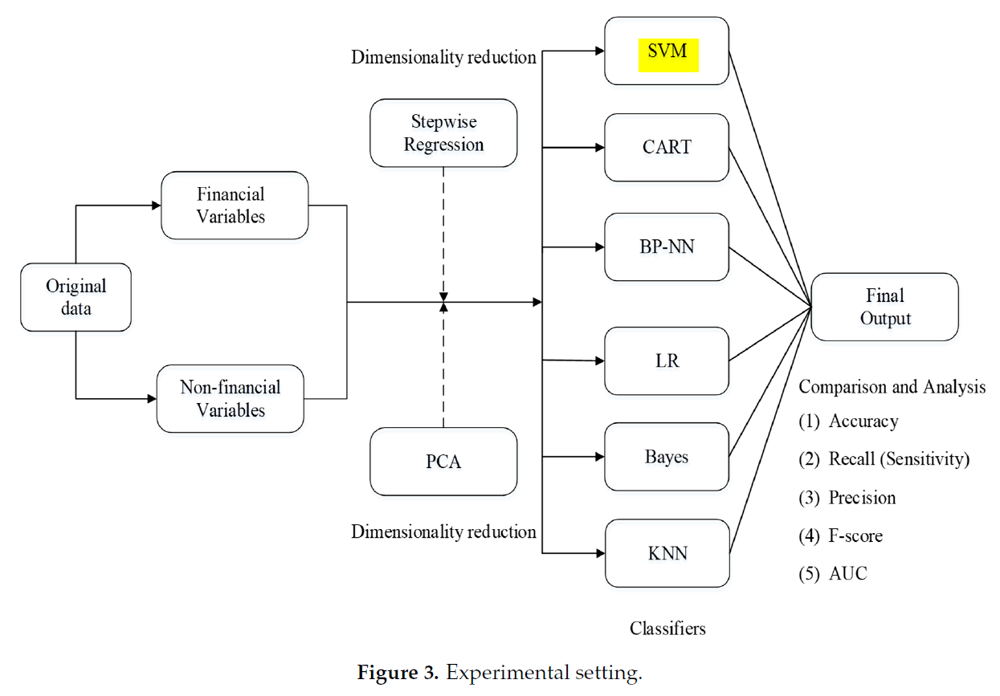 Dimensionality reduction
SVM
Stepwise
Regression
CART
Financial
Variables
BP-NN
Original
data
Final
Output
LR
Non-financial
Variables
Comparison and Analysis
(1) Accuracy
PCA
Bayes
(2) Recall (Sensitivity)
(3) Precision
Dimensionality reduction
KNN
(4) F-score
(5) AUC
Classifiers
Figure 3. Experimental setting.